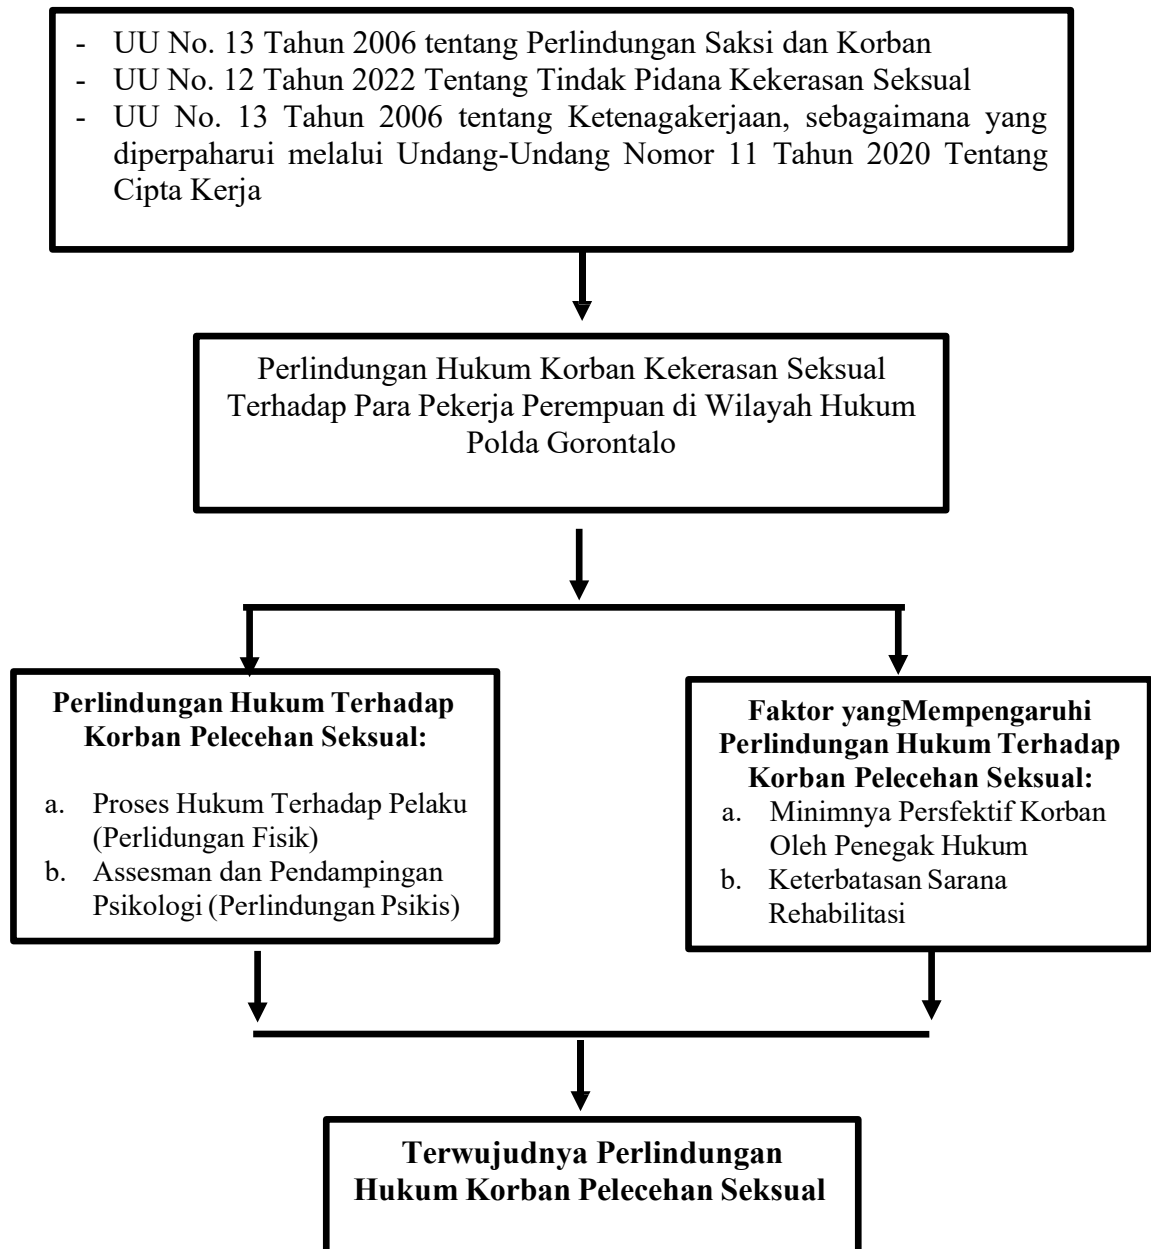 - UU No. 13 Tahun 2006 tentang Perlindungan Saksi dan Korban
- UU No. 12 Tahun 2022 Tentang Tindak Pidana Kekerasan Seksual
- UU No. 13 Tahun 2006 tentang Ketenagakerjaan, sebagaimana yang
diperpaharui melalui Undang-Undang Nomor 11 Tahun 2020 Tentang
Cipta Kerja
Perlindungan Hukum Korban Kekerasan Seksual
Terhadap Para Pekerja Perempuan di Wilayah Hukum
Polda Gorontalo
Perlindungan Hukum Terhadap
Korban Pelecehan Seksual:
a. Proses Hukum Terhadap Pelaku
(Perlidungan Fisik)
b. Assesman dan Pendampingan
Psikologi (Perlindungan Psikis)
Faktor yangMempengaruhi
Perlindungan Hukum Terhadap
Korban Pelecehan Seksual:
a. Minimnya Persfektif Korban
Oleh Penegak Hukum
b. Keterbatasan Sarana
Rehabilitasi
Terwujudnya Perlindungan
Hukum Korban Pelecehan Seksual